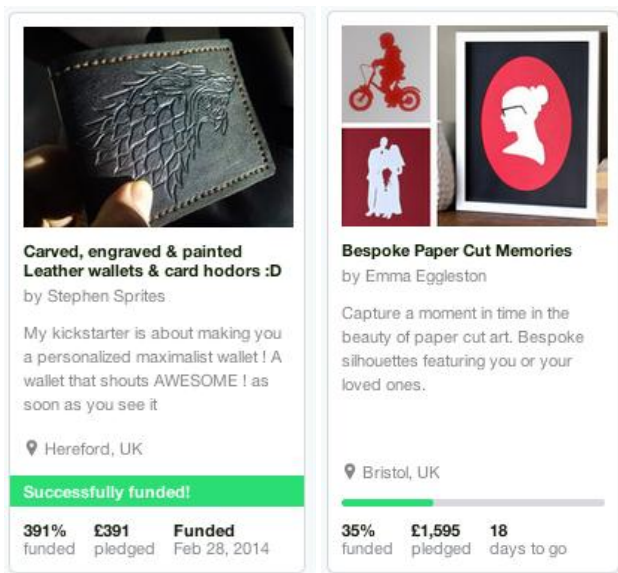 Carved, engraved & painted
Leather wallets & card hodors :D
by Stephen Sprites
My kickstarter is about making you
a personalized maximalist wallet ! A
wallet that shouts AWESOME ! as
soon as you see it
Hereford, UK
Successfully funded!
391% £391 Funded
funded pledged Feb 28, 2014
Bespoke Paper Cut Memories
by Emma Eggleston
Capture a moment in time in the
beauty of paper cut art. Bespoke
silhouettes featuring you or your
loved ones.
Bristol, UK
35% £1,595 18
funded pledged days to go